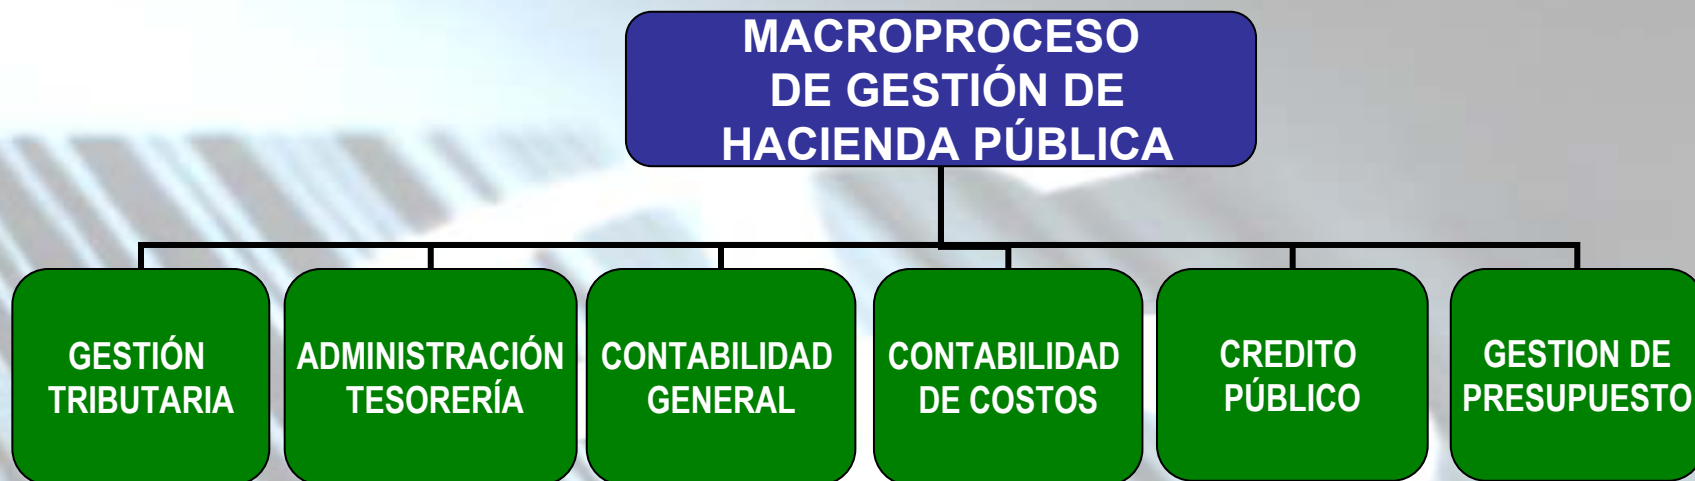 MACROPROCESO
DE GESTIÓN DE
HACIENDA PÚBLICA
GESTIÓN
TRIBUTARIA
ADMINISTRACIÓN
TESORERÍA
CONTABILIDAD
GENERAL
CONTABILIDAD
DE COSTOS
CREDITO
PÚBLICO
GESTION DE
PRESUPUESTO